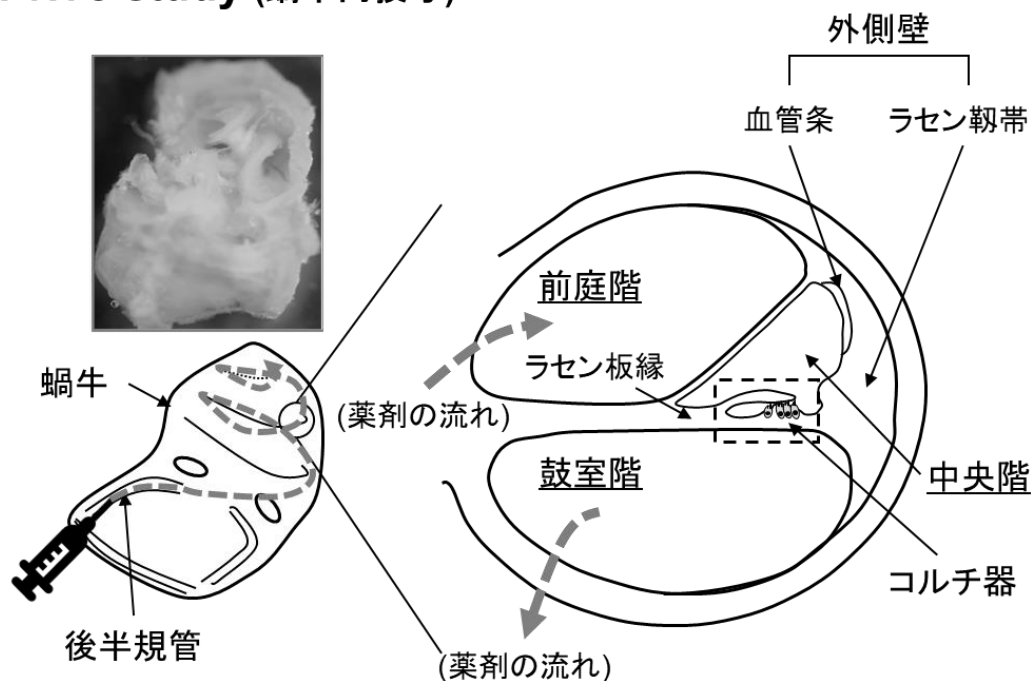 study
外側壁
血管条
ラセン靱帯
前庭階
ラセン板縁
蝸牛
(薬剤の流れ)
鼓室階
中央階
コルチ器
後半規管
(薬剤の流れ)